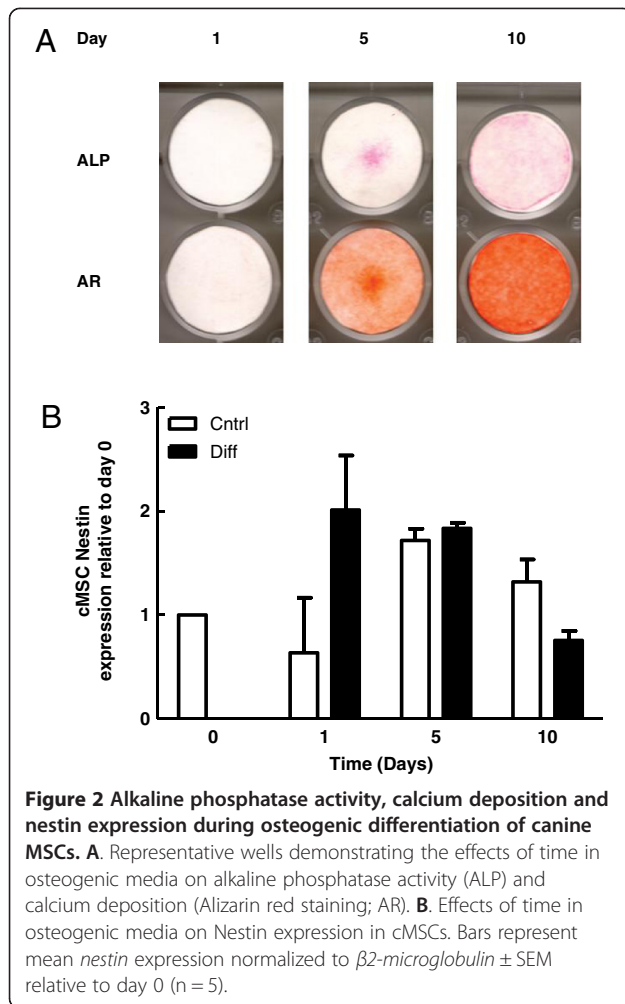 A Day 1 5 10
ALP
AR
B
3
2
1
0
cMSC Nestin
expression relative to day 0
Cntrl
Diff
0 1 5 10
Time (Days)
Figure 2 Alkaline phosphatase activity, calcium deposition and
nestin expression during osteogenic differentiation of canine
MSCs. A. Representative wells demonstrating the effects of time in
osteogenic media on alkaline phosphatase activity (ALP) and
calcium deposition (Alizarin red staining; AR). B. Effects of time in
osteogenic media on Nestin expression in cMSCs. Bars represent
mean nestin expression normalized to β2-microglobulin ± SEM
relative to day 0 (n = 5).